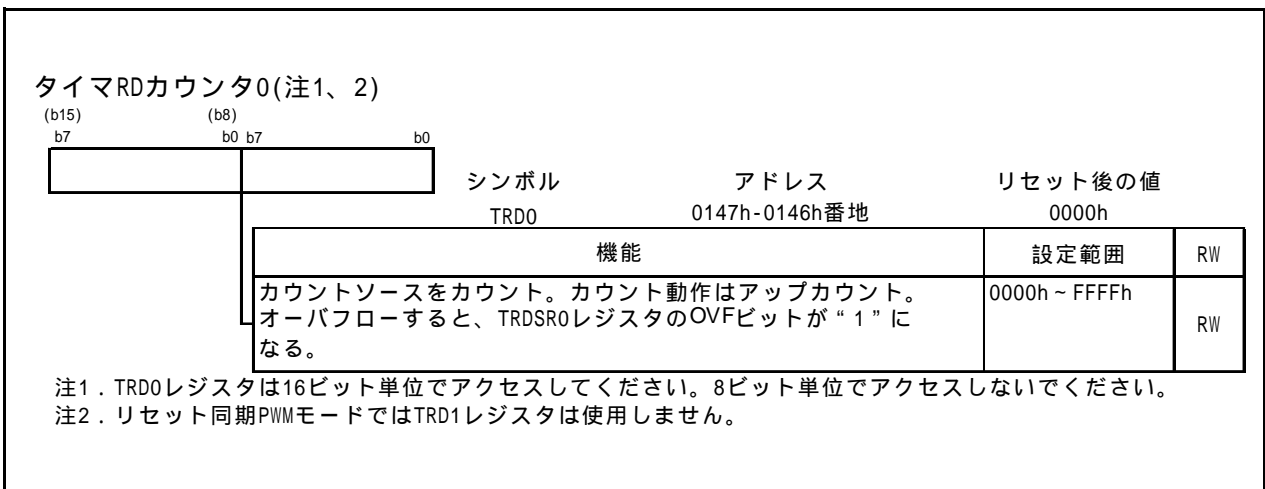 タイマRDカウンタ0(注1、2)
(b15) (b8)
b7 b0 b7 b0
シンボル アドレス リセット後の値
TRD0 0147h-0146h番地 0000h
機能 設定範囲 RW
カウントソースをカウント。カウント動作はアップカウント。 0000h~FFFFh
オーバフローすると、TRDSR0レジスタのOVFビットが“1”に RW
なる。
注1.TRD0レジスタは16ビット単位でアクセスしてください。8ビット単位でアクセスしないでください。
注2.リセット同期PWMモードではTRD1レジスタは使用しません。